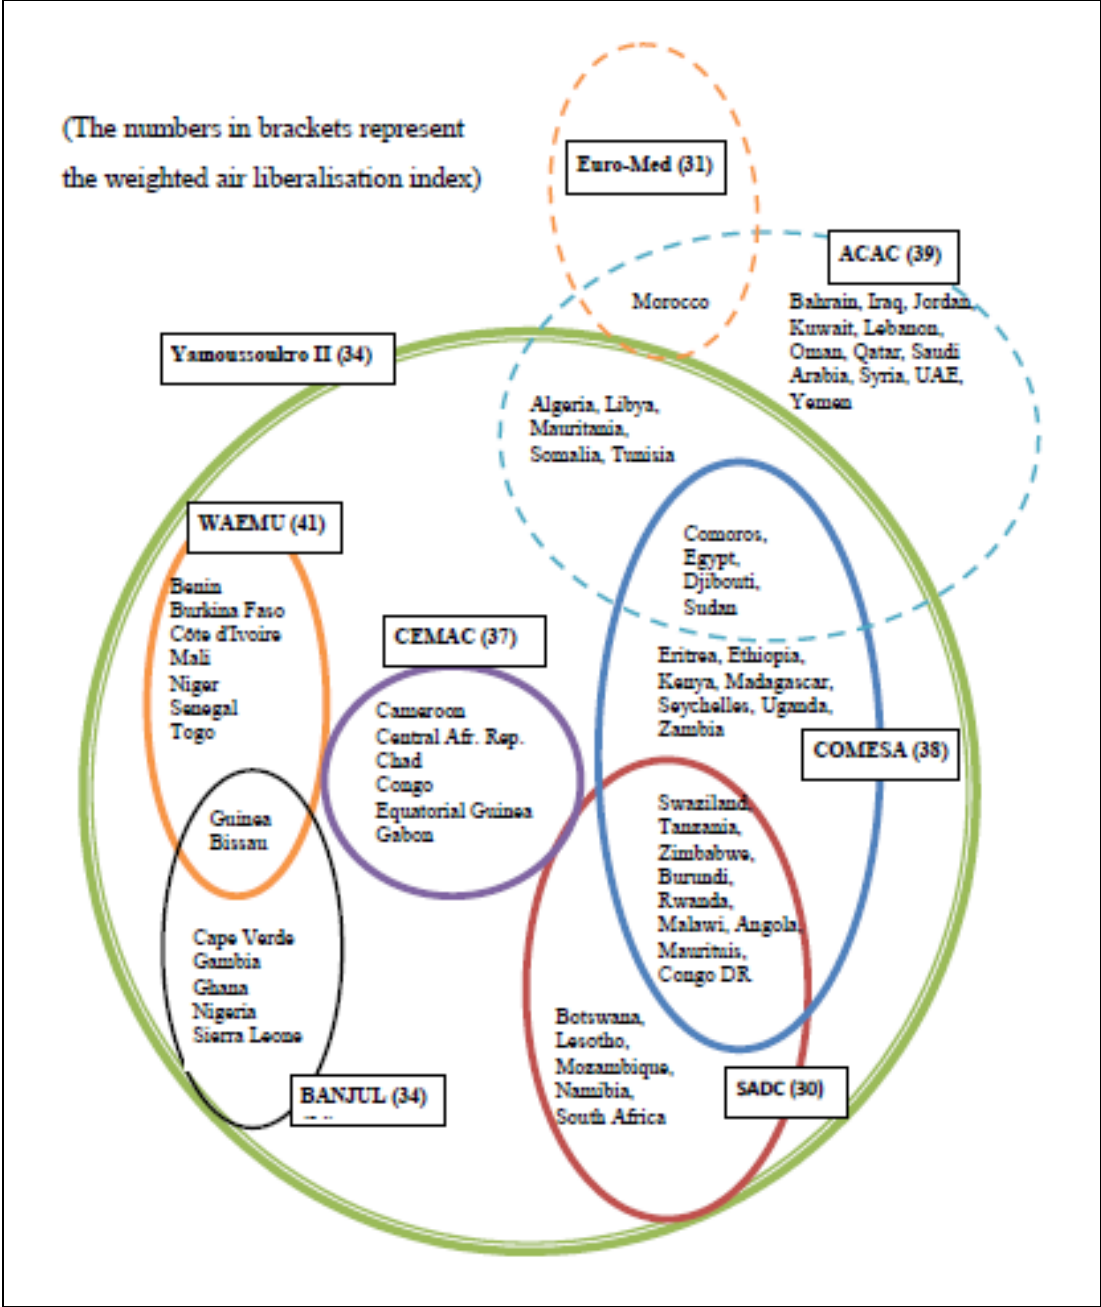 (The numbers in brackets represent
the weighted air liberalisation index)
Euro-Med (31)
ACAC (39)
Morocco
Bahrain, Iraq, Jordan,
Kuwait, Lebanon,
Oman, Qatar, Saudi
Arabia, Syria, UAE,
Yemen
Yamoussoukro II (34)
Algeria, Libya,
Mauritania,
Somalia, Tunisia
WAEMU (41)
Benin
Burkina Faso
Côte d'Ivoire
Mali
Niger
Senegal
Togo
Comoros,
Egypt,
Djibouti,
Sudan
CEMAC (37)
Cameroon
Central Afr. Rep.
Chad
Congo
Equatorial Guinea
Gabon
Eritrea, Ethiopia,
Kenya, Madagascar,
Seychelles, Uganda,
Zambia
COMESA (38)
Swaziland,
Tanzania,
Zimbabwe,
Burundi,
Rwanda,
Malawi, Angola,
Maurituis,
Congo DR
Guinea
Bissau
Cape Verde
Gambia
Ghana
Nigeria
Sierra Leone
BANJUL (34)
Botswana,
Lesotho,
Mozambique,
Namibia,
South Africa
SADC (30)